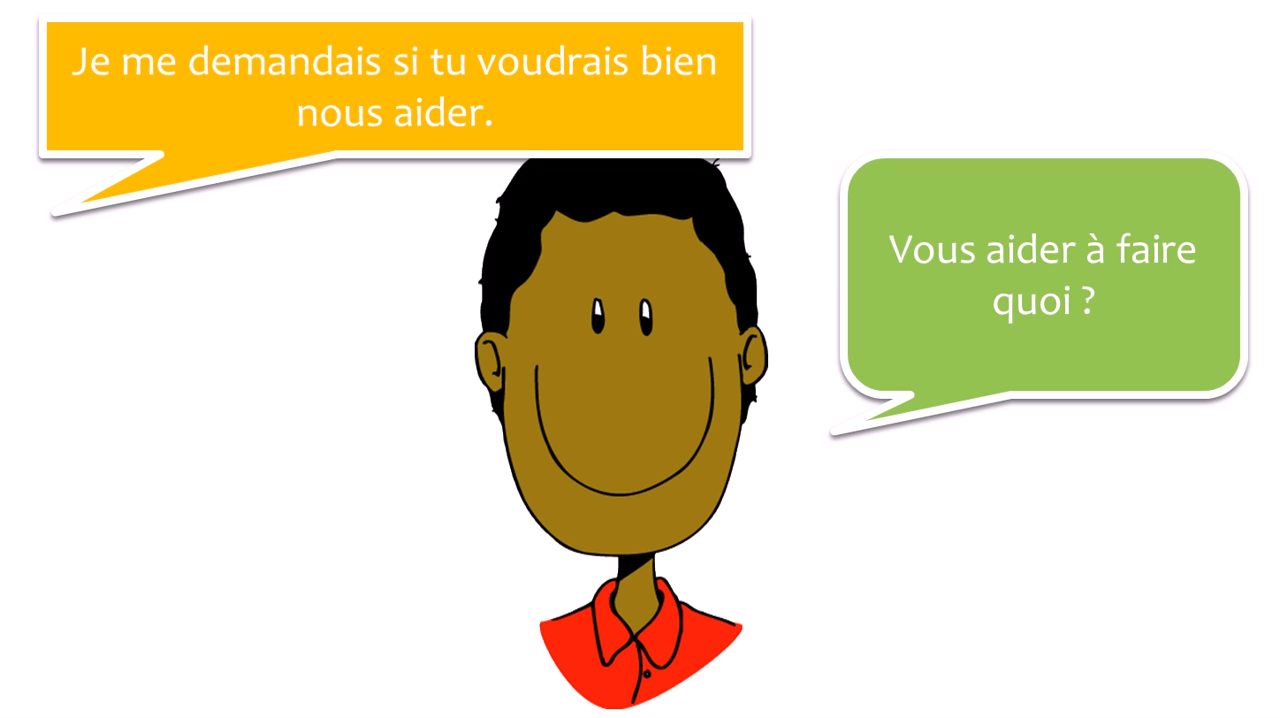 Je me demandais si tu voudrais bien
nous aider.
Vous aider à faire
quoi ?